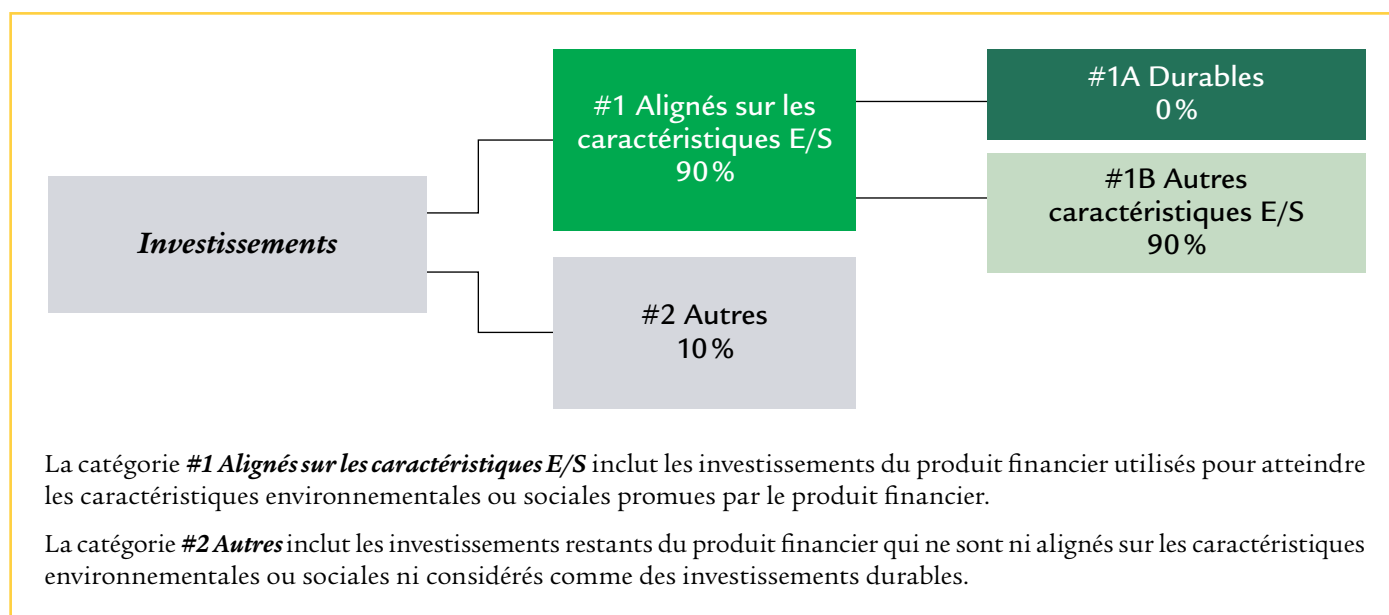 #1 Alignés sur les
caractéristiques E/S
90 %
#1A Durables
0 %
#1B Autres
caractéristiques E/S
90 %
Investissements
#2 Autres
10 %
La catégorie #1 Alignés sur les caractéristiques E/S inclut les investissements du produit financier utilisés pour atteindre
les caractéristiques environnementales ou sociales promues par le produit financier.
La catégorie #2 Autres inclut les investissements restants du produit financier qui ne sont ni alignés sur les caractéristiques
environnementales ou sociales ni considérés comme des investissements durables.